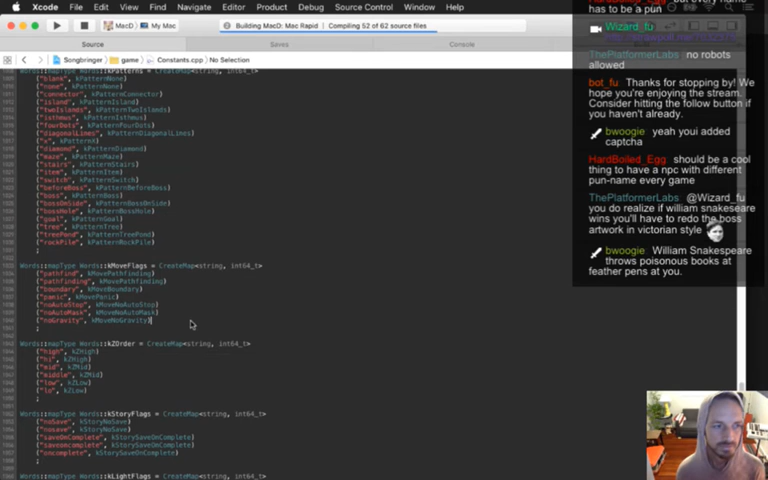 Xcode File Edit View Find Navigate Editor Product Debug Source Control Window Help
MacD My Mac Building MacD: Mac Rapid Compiling 52 of 62 source files
Source Saves Console
Songbringer game Constants.cpp No Selection
Words::mapType Words::kPatterns = CreateMap<string, int64_t>
("blank", kPatternNone)
("none", kPatternNone)
("connector", kPatternConnector)
("island", kPatternIsland)
("twoIslands", kPatternTwoIslands)
("isthmus", kPatternIsthmus)
("fourDots", kPatternFourDots)
("diagonalLines", kPatternDiagonalLines)
("x", kPatternX)
("diamond", kPatternDiamond)
("maze", kPatternMaze)
("stairs", kPatternStairs)
("item", kPatternItem)
("switch", kPatternSwitch)
("beforeBoss", kPatternBeforeBoss)
("boss", kPatternBoss)
("bossOnSide", kPatternBossOnSide)
("bossHole", kPatternBossHole)
("goal", kPatternGoal)
("tree", kPatternTree)
("treePond", kPatternTreePond)
("rockPile", kPatternRockPile)
;
Words::mapType Words::kMoveFlags = CreateMap<string, int64_t>
("pathfind", kMovePathfinding)
("pathfinding", kMovePathfinding)
("boundary", kMoveBoundary)
("panic", kMovePanic)
("noAutoStop", kMoveNoAutoStop)
("noAutoMask", kMoveNoAutoMask)
("noGravity", kMoveNoGravity)
;
Words::mapType Words::kZOrder = CreateMap<string, int64_t>
("high", kZHigh)
("hi", kZHigh)
("mid", kZMid)
("middle", kZMid)
("low", kZLow)
("lo", kZLow)
;
Words::mapType Words::kStoryFlags = CreateMap<string, int64_t>
("noSave", kStoryNoSave)
("nosave", kStoryNoSave)
("saveOnComplete", kStorySaveOnComplete)
("saveoncomplete", kStorySaveOnComplete)
("oncomplete", kStorySaveOnComplete)
;
Words::mapType Words::kLightFlags = CreateMap<string, int64_t>
HardBoiled_Egg but every name
has to be a pun
Wizard_fu
ThePlatformerLabs no robots
allowed
bot_fu Thanks for stopping by! We
hope you're enjoying the stream.
Consider hitting the follow button if
you haven't already.
bwoogie yeah youi added
captcha
HardBoiled_Egg should be a cool
thing to have a npc with different
pun-name every game
ThePlatformerLabs @Wizard_fu
you do realize if william snakeseare
wins you'll have to redo the boss
artwork in victorian style
bwoogie William Snakespeare
throws poisonous books at
feather pens at you.